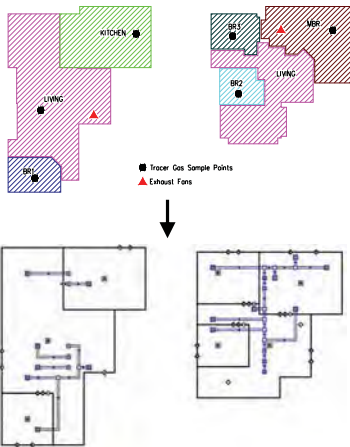 KITCHEN
BR3
MBR
LIVING
BR2
LIVING
BR1
Tracer Gas Sample Points
Exhaust Fans